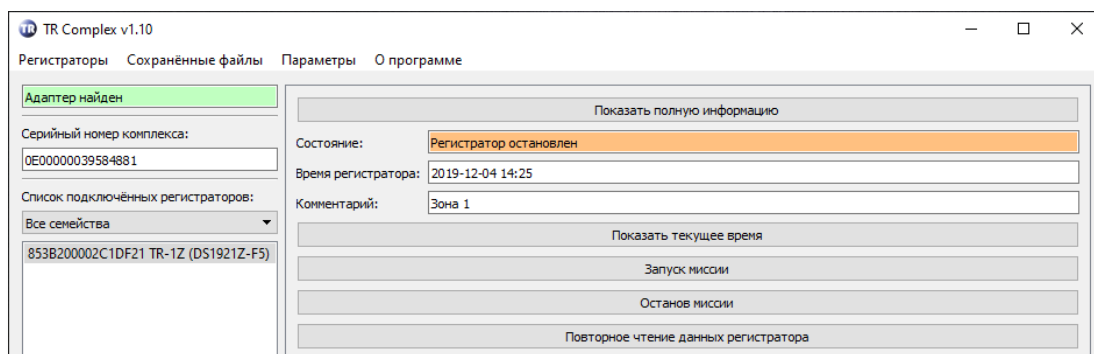 TR Complex v1.10
Регистраторы Сохранённые файлы Параметры О программе
Адаптер найден
Серийный номер комплекса:
0E00000039584881
Список подключённых регистраторов:
Все семейства
853B200002C1DF21 TR-1Z (DS1921Z-F5)
Показать полную информацию
Состояние: Регистратор остановлен
Время регистратора: 2019-12-04 14:25
Комментарий: Зона 1
Показать текущее время
Запуск миссии
Останов миссии
Повторное чтение данных регистратора